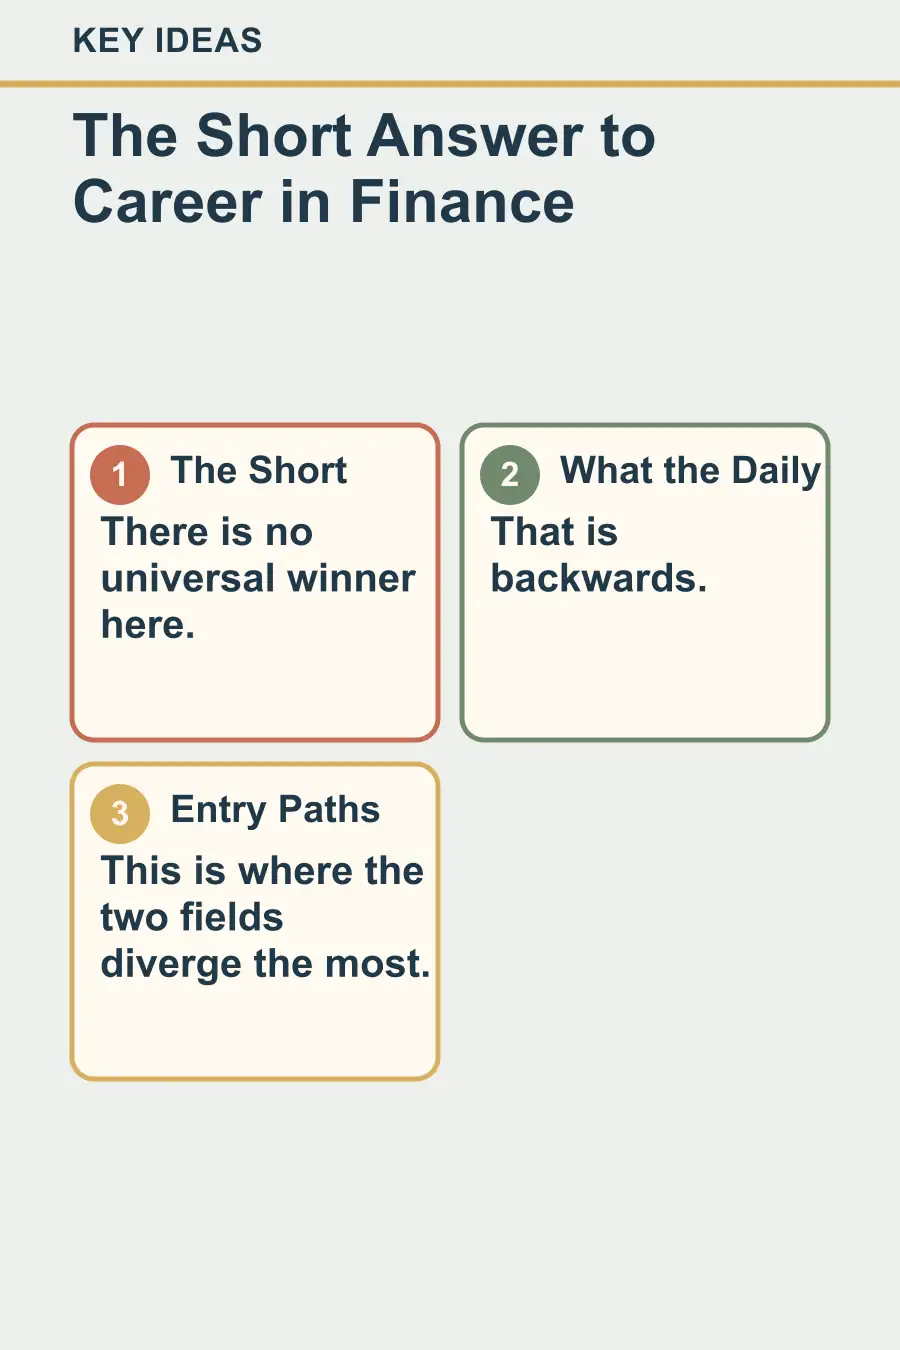 KEY IDEAS
The Short Answer to
Career in Finance
1 The Short
There is no
universal winner
here.
2 What the Daily
That is
backwards.
3 Entry Paths
This is where the
two fields
diverge the most.